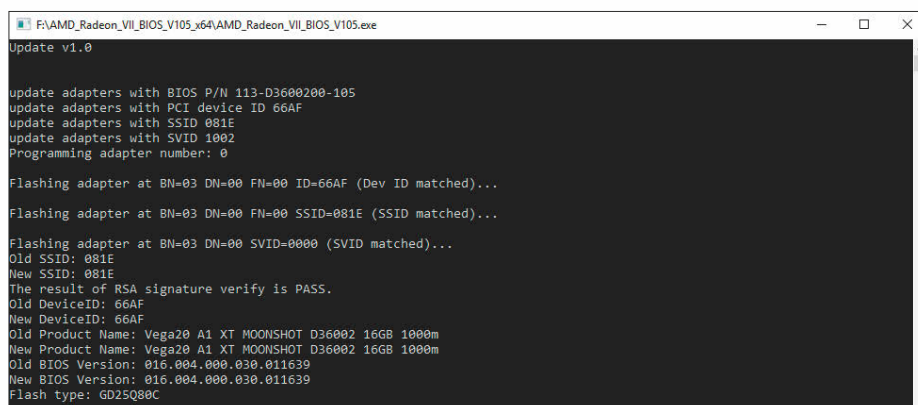 F:\AMD_Radeon_VII_BIOS_V105_x64\AMD_Radeon_VII_BIOS_V105.exe
Update v1.0
update adapters with BIOS P/N 113-D3600200-105
update adapters with PCI device ID 66AF
update adapters with SSID 081E
update adapters with SVID 1002
Programming adapter number: 0
Flashing adapter at BN=03 DN=00 FN=00 ID=66AF (Dev ID matched)...
Flashing adapter at BN=03 DN=00 FN=00 SSID=081E (SSID matched)...
Flashing adapter at BN=03 DN=00 SVID=0000 (SVID matched)...
Old SSID: 081E
New SSID: 081E
The result of RSA signature verify is PASS.
Old DeviceID: 66AF
New DeviceID: 66AF
Old Product Name: Vega20 A1 XT MOONSHOT D36002 16GB 1000m
New Product Name: Vega20 A1 XT MOONSHOT D36002 16GB 1000m
Old BIOS Version: 016.004.000.030.011639
New BIOS Version: 016.004.000.030.011639
Flash type: GD25Q80C